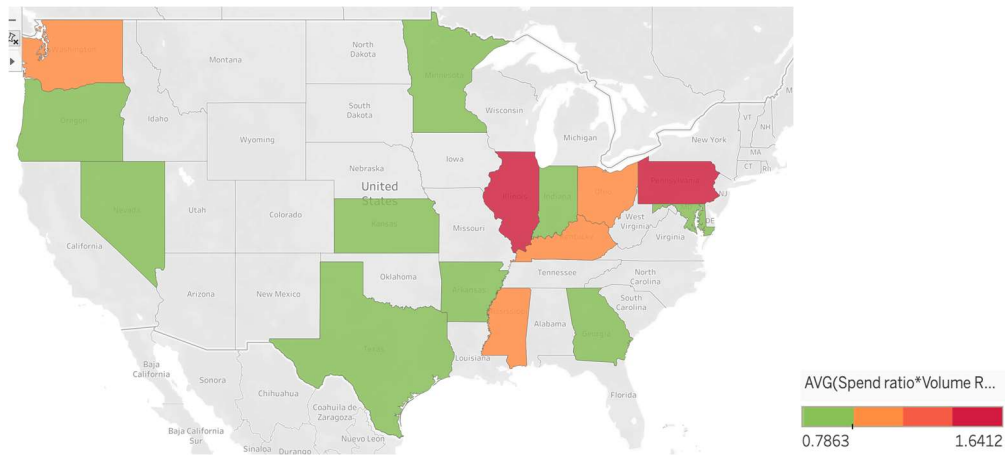 Washington
Montana
North
Dakota
Minnesota
Oregon
Idaho
South
Dakota
Wisconsin
Michigan
VT
NH
New York
MA
CT
Wyoming
Iowa
Nebraska
United
States
Illinois
Indiana
Ohio
Pennsylvania
NJ
Nevada
Utah
Colorado
Kansas
Missouri
Kentucky
West
Virginia
DE
Virginia
California
Oklahoma
Arkansas
Tennessee
North
Carolina
Arizona
New Mexico
South
Carolina
Alabama
Georgia
Texas
Louisiana
Florida
Baja
California
Sonora
Chihuahua
Coahuila de
Zaragoza
Baja California
Sur
Nuevo León
Sinaloa
Durango
AVG(Spend ratio*Volume R...
0.7863
1.6412